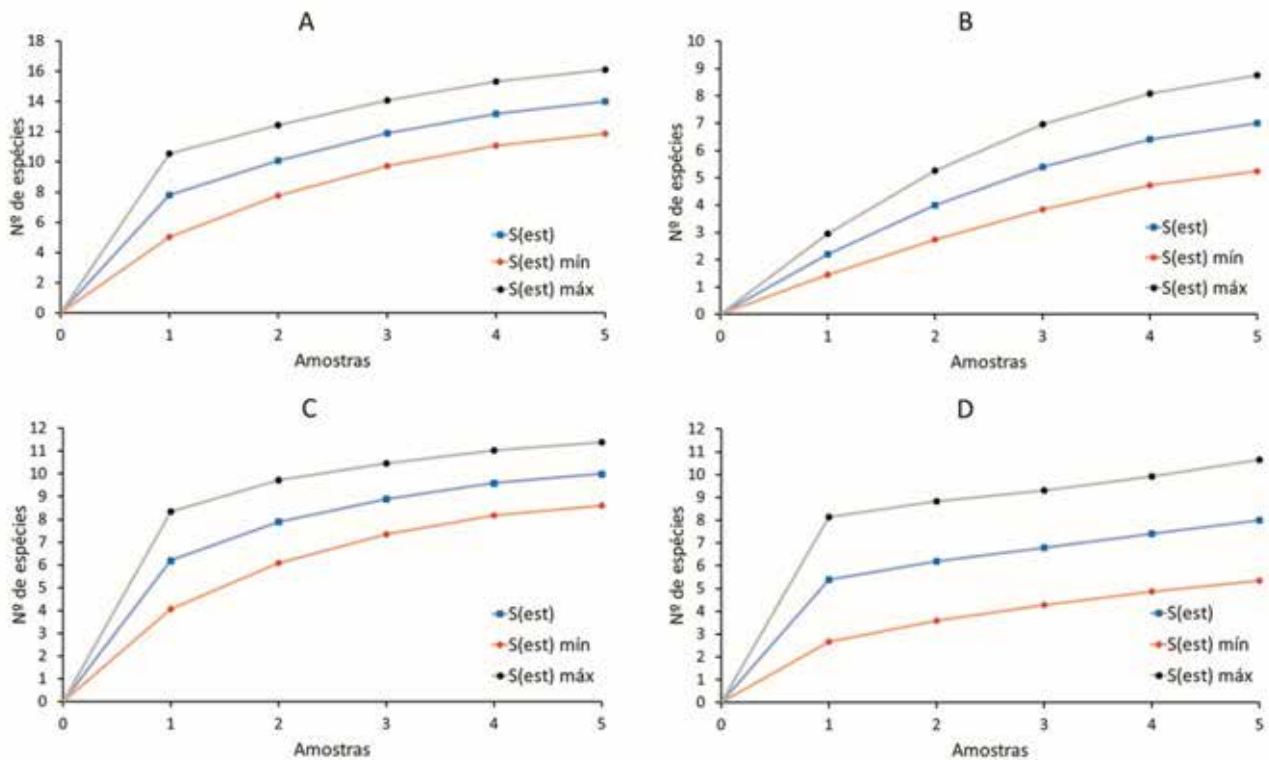 A
18
16
14
12
10
8
6
4
2
0
Nº de espécies
0 1 2 3 4 5
Amostras
S(est)
S(est) mín
S(est) máx
B
10
9
8
7
6
5
4
3
2
1
0
Nº de espécies
0 1 2 3 4 5
Amostras
S(est)
S(est) mín
S(est) máx
C
12
11
10
9
8
7
6
5
4
3
2
1
0
Nº de espécies
0 1 2 3 4 5
Amostras
S(est)
S(est) mín
S(est) máx
D
12
11
10
9
8
7
6
5
4
3
2
1
0
Nº de espécies
0 1 2 3 4 5
Amostras
S(est)
S(est) mín
S(est) máx